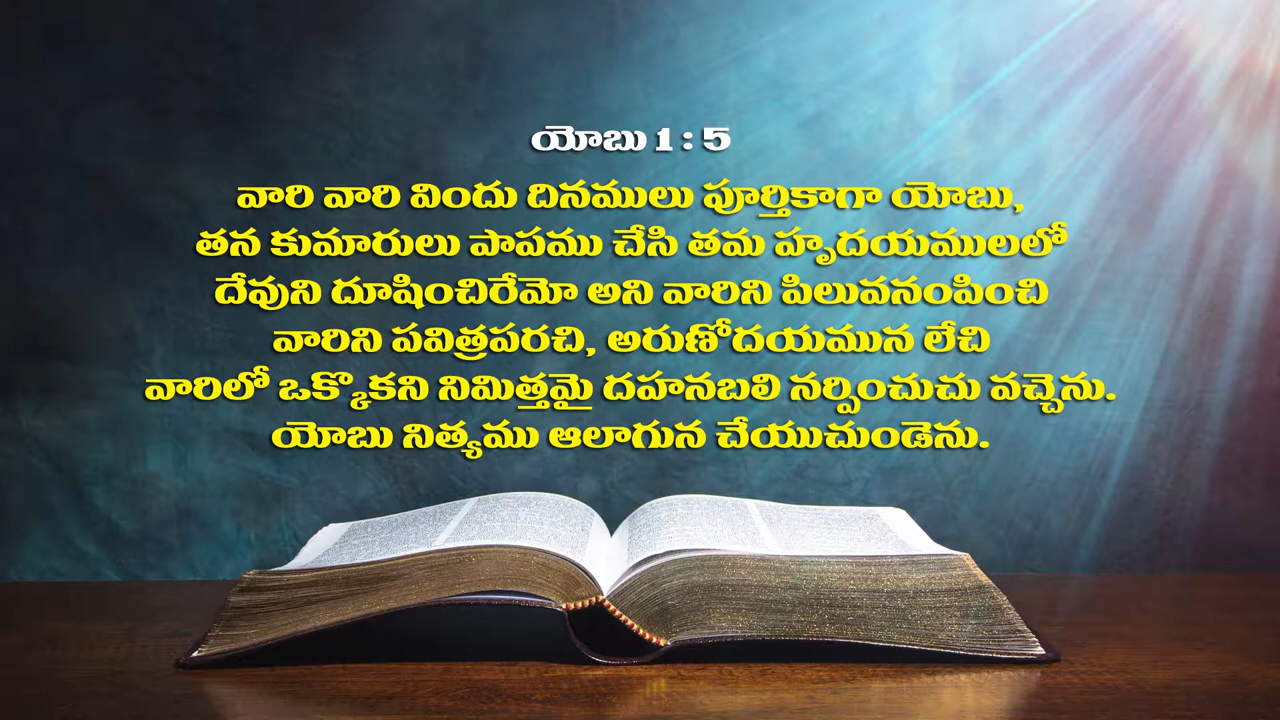 యోబు 1 : 5
వారి వారి విందు దినములు పూర్తికాగా యోబు,
తన కుమారులు పాపము చేసి తమ హృదయములలో
దేవుని దూషించిరేమో అని వారిని పిలువనంపించి
వారిని పవిత్రపరచి, అరుణోదయమున లేచి
వారిలో ఒక్కొకని నిమిత్తమై దహనబలి నర్పించుచు వచ్చెను.
యోబు నిత్యము ఆలాగున చేయుచుండెను.